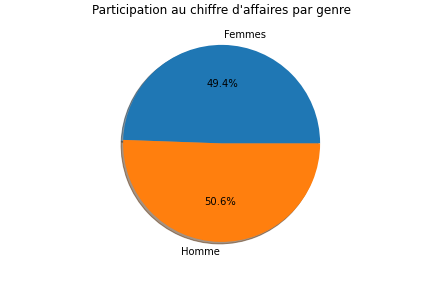 Participation au chiffre d'affaires par genre
Femmes
49.4%
50.6%
Homme